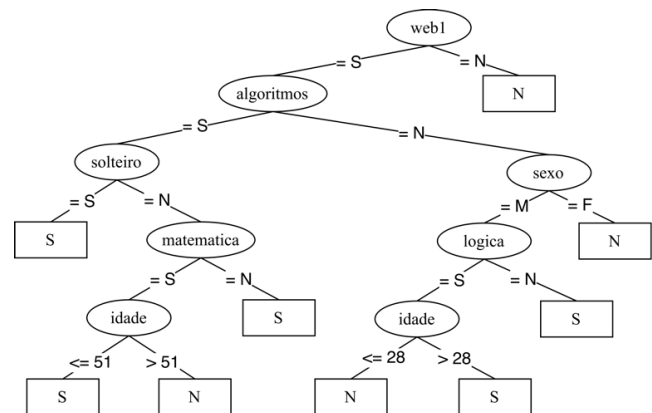 web1
= S = N
algoritmos N
= S = N
solteiro sexo
= S = N = M = F
S matematica logica N
= S = N = S = N
idade S idade S
<= 51 > 51 <= 28 > 28
S N N S